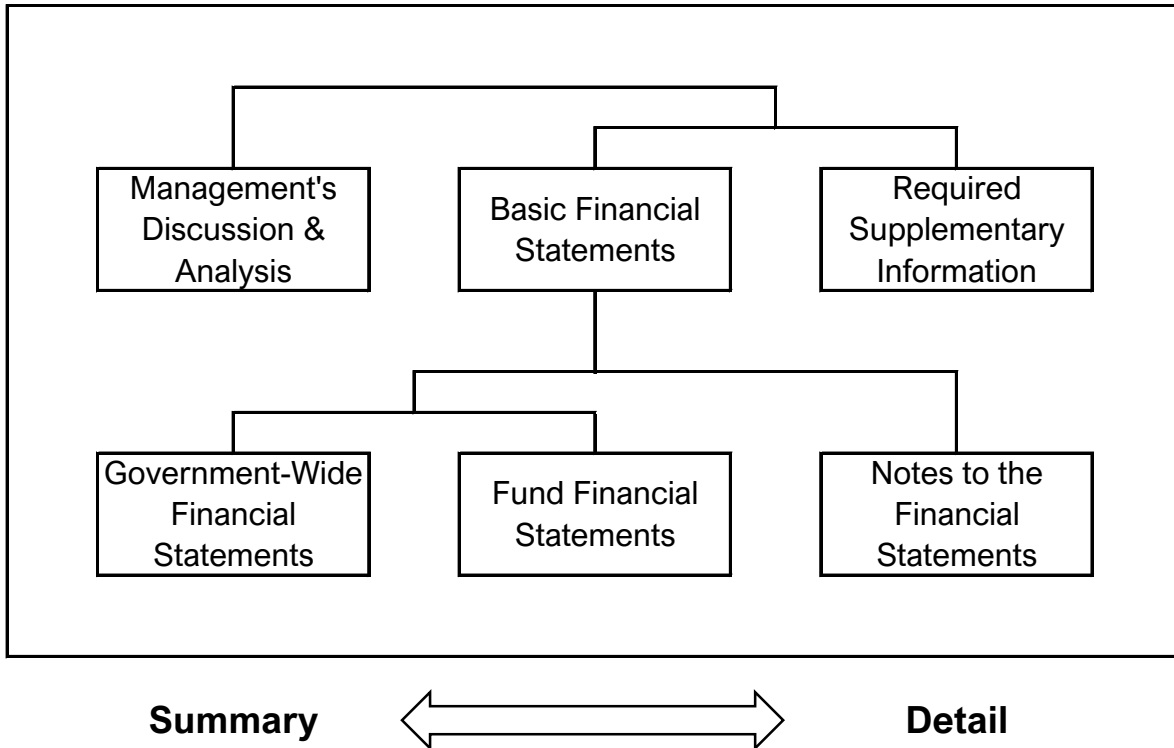 Management's
Discussion &
Analysis
Basic Financial
Statements
Required
Supplementary
Information
Government-Wide
Financial
Statements
Fund Financial
Statements
Notes to the
Financial
Statements
Summary
Detail